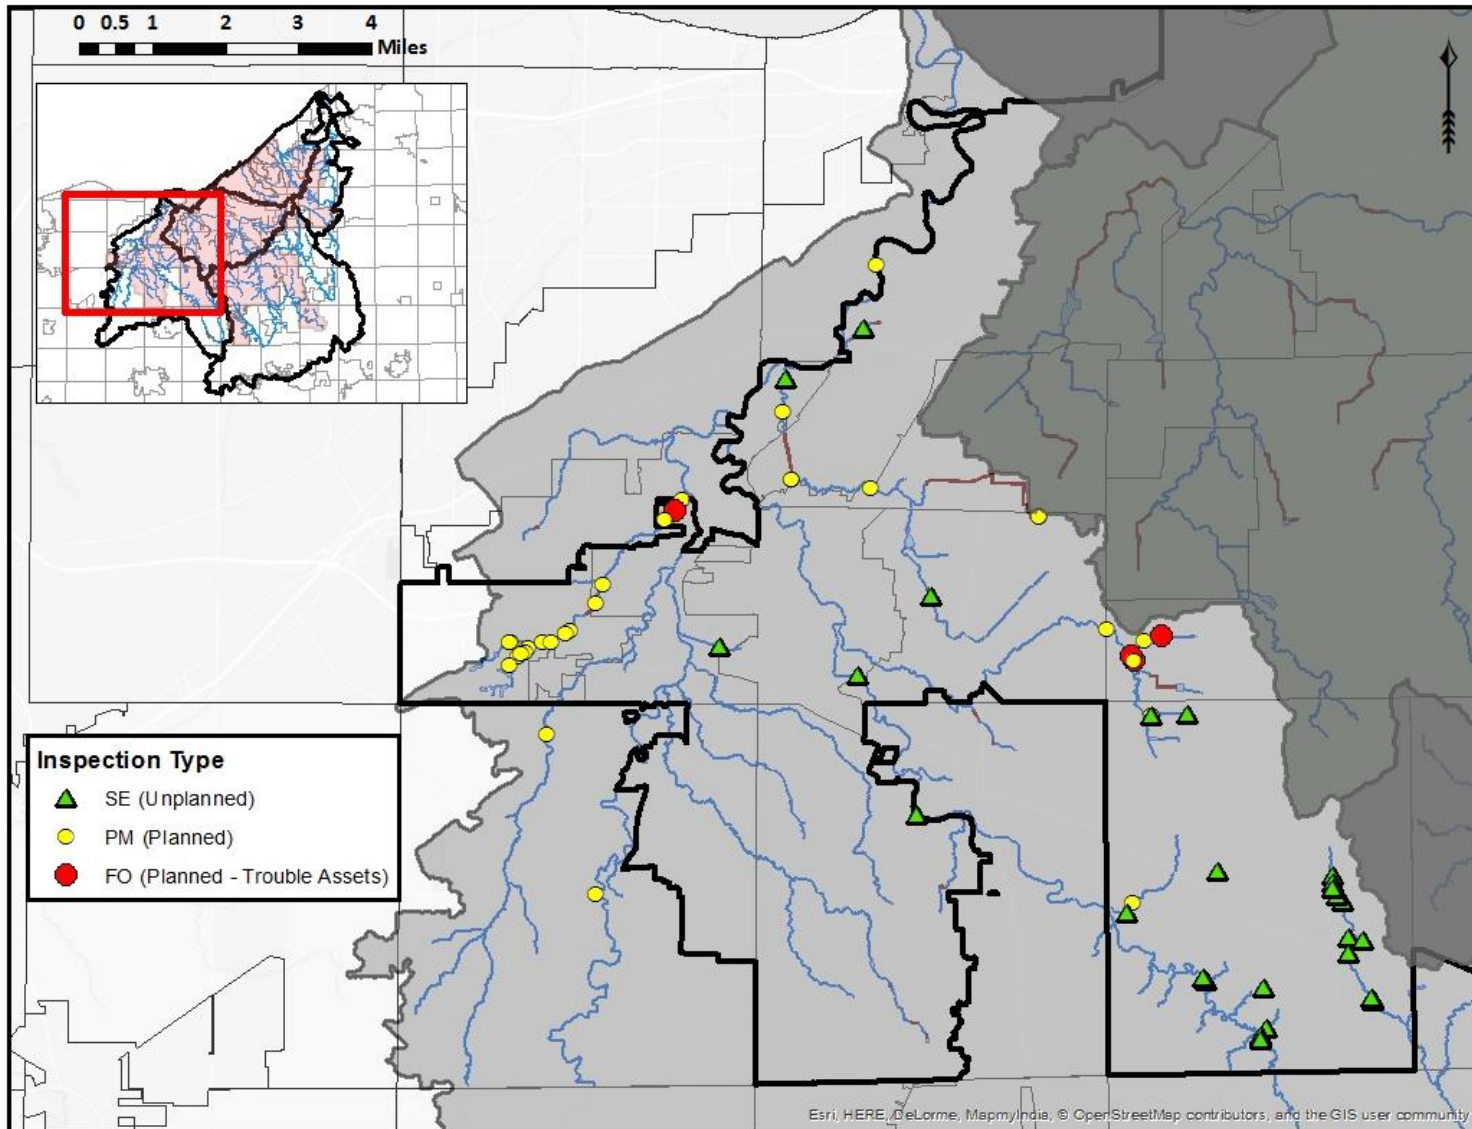 0 0.5 1 2 3 4
Miles
Inspection Type
SE (Unplanned)
PM (Planned)
FO (Planned - Trouble Assets)
Esri, HERE, DeLorme, MapmyIndia, © OpenStreetMap contributors, and the GIS user community